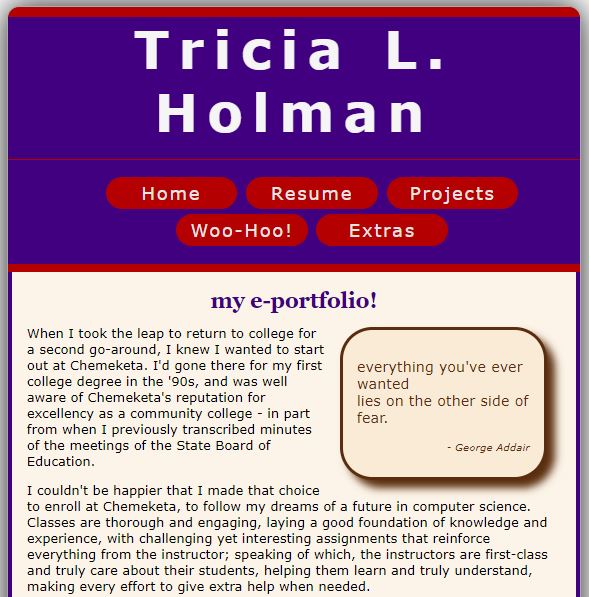 Tricia L.
Holman
Home Resume Projects
Woo-Hoo! Extras
my e-portfolio!
When I took the leap to return to college for
a second go-around, I knew I wanted to start
out at Chemeketa. I'd gone there for my first
college degree in the '90s, and was well
aware of Chemeketa's reputation for
excellency as a community college - in part
from when I previously transcribed minutes
of the meetings of the State Board of
Education.
everything you've ever
wanted
lies on the other side of
fear.
- George Addair
I couldn't be happier that I made that choice
to enroll at Chemeketa, to follow my dreams of a future in computer science.
Classes are thorough and engaging, laying a good foundation of knowledge and
experience, with challenging yet interesting assignments that reinforce
everything from the instructor; speaking of which, the instructors are first-class
and truly care about their students, helping them learn and truly understand,
making every effort to give extra help when needed.